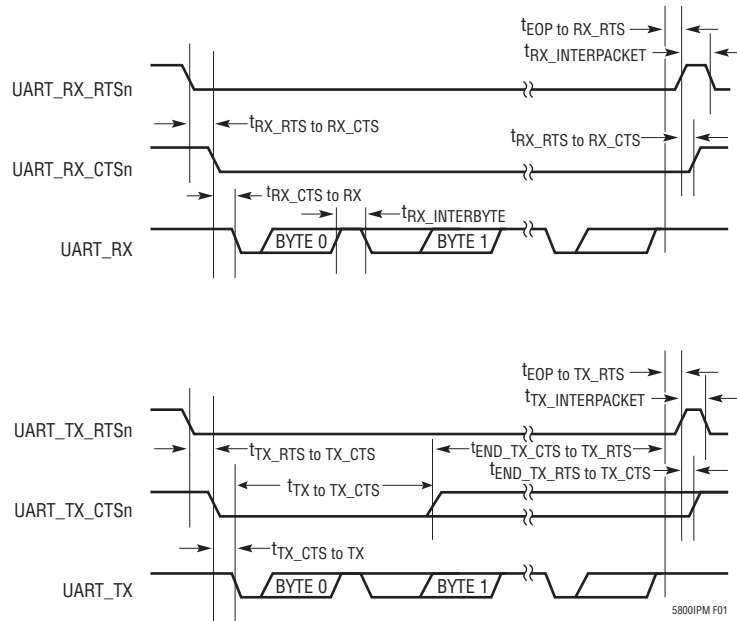 tEOP to RX_RTS
tRX_INTERPACKET
UART_RX_RTSn
tRX_RTS to RX_CTS
tRX_RTS to RX_CTS
UART_RX_CTSn
tRX_CTS to RX
tRX_INTERBYTE
UART_RX
BYTE 0
BYTE 1
tEOP to TX_RTS
tTX_INTERPACKET
UART_TX_RTSn
tTX_RTS to TX_CTS
tEND_TX_CTS to TX_RTS
tEND_TX_RTS to TX_CTS
tTX to TX_CTS
UART_TX_CTSn
tTX_CTS to TX
UART_TX
BYTE 0
BYTE 1
5800IPM F01